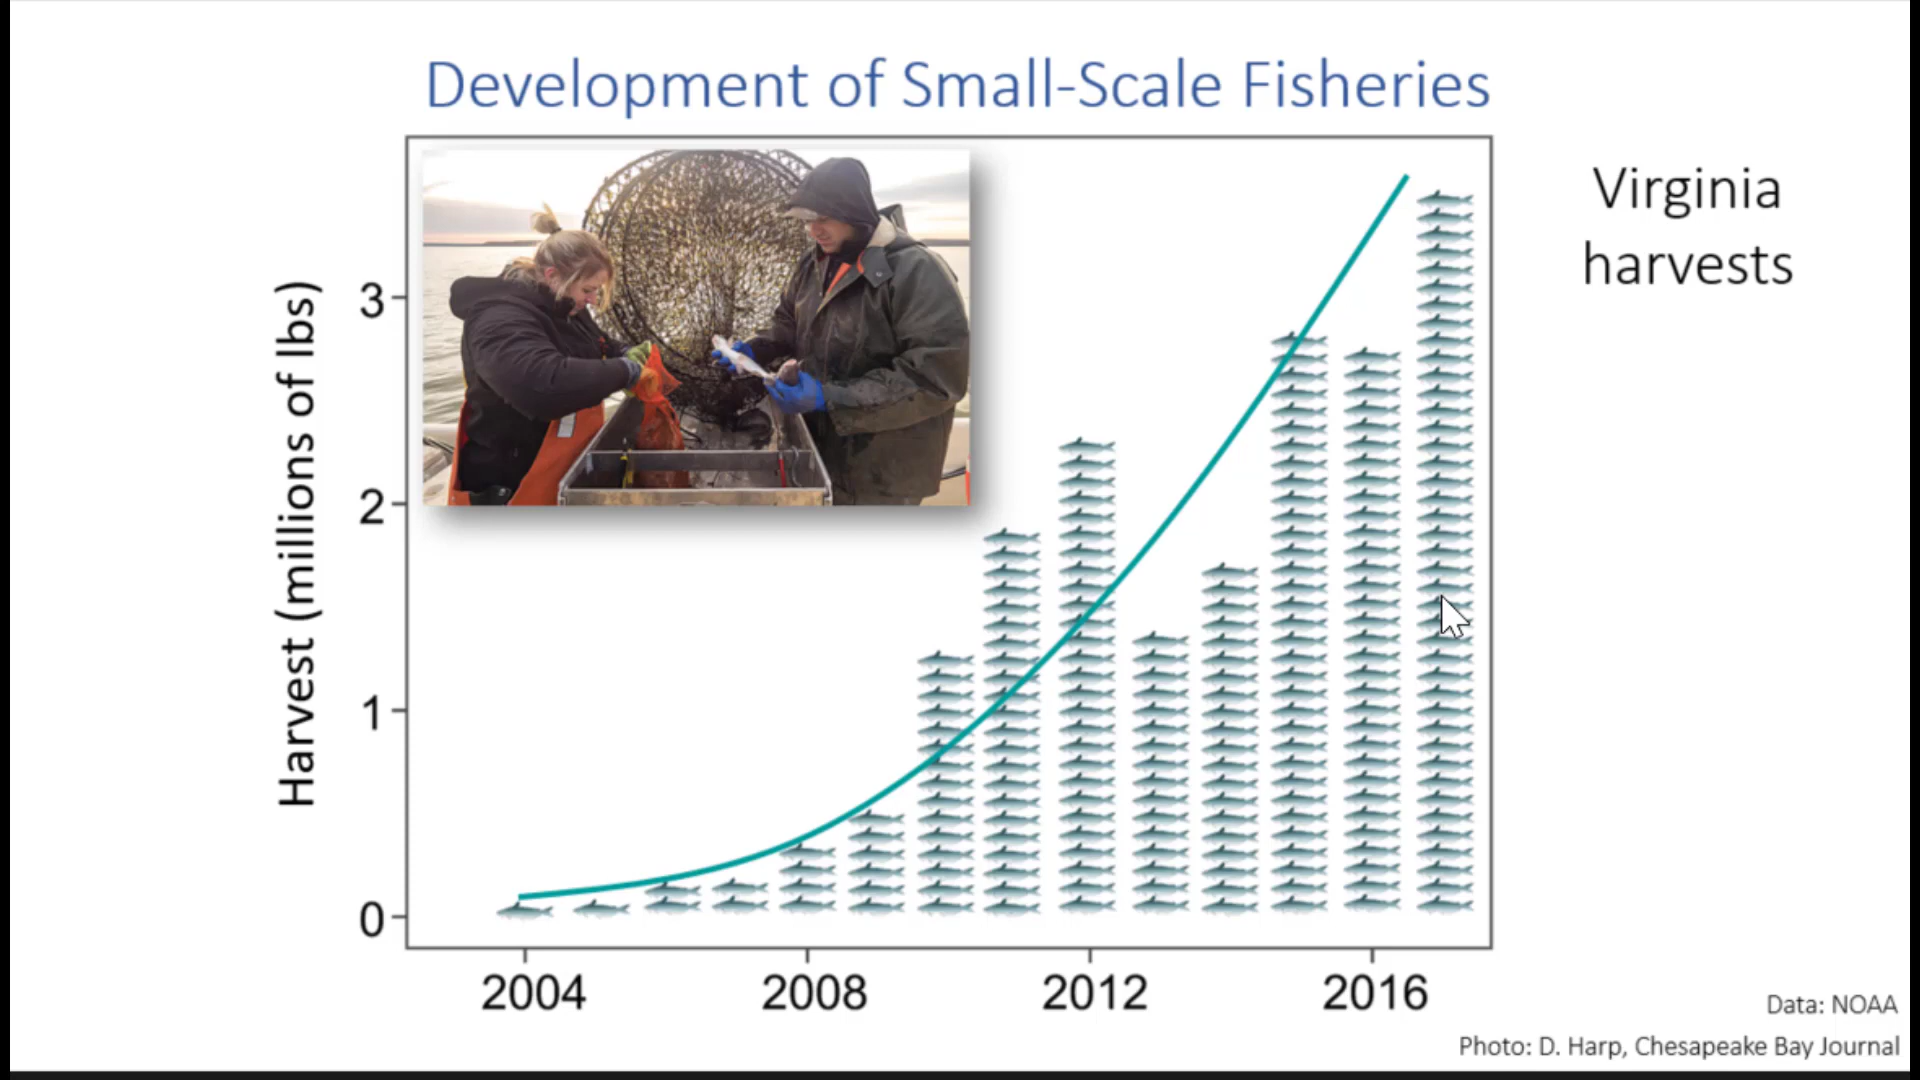 Development of Small-Scale Fisheries
Virginia
harvests
Harvest (millions of lbs)
3
2
1
0
2004 2008 2012 2016
Data: NOAA
Photo: D. Harp, Chesapeake Bay Journal